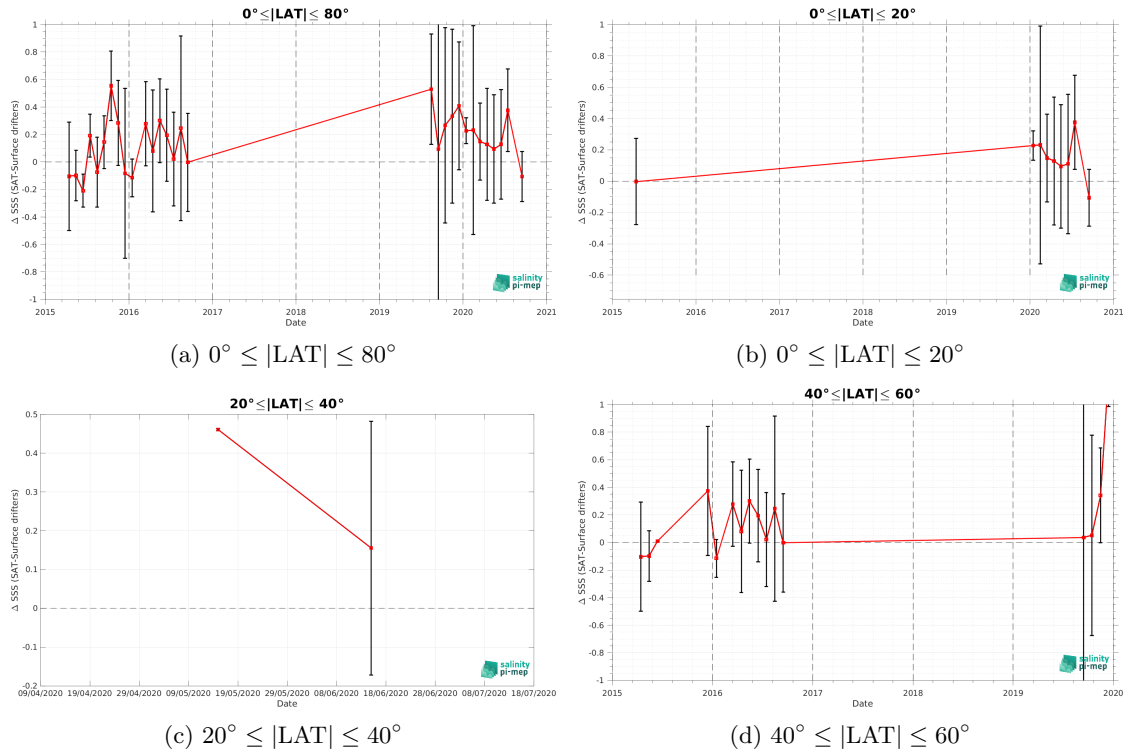 0°≤|LAT|≤ 80°
1
0.8
0.6
0.4
0.2
0
-0.2
-0.4
-0.6
-0.8
-1
Δ SSS (SAT-Surface drifters)
salinity
pi-mep
2015 2016 2017 2018 2019 2020 2021
Date
(a) 0° ≤ |LAT| ≤ 80°
0°≤|LAT|≤ 20°
1
0.8
0.6
0.4
0.2
0
-0.2
-0.4
-0.6
Δ SSS (SAT-Surface drifters)
salinity
pi-mep
2015 2016 2017 2018 2019 2020 2021
Date
(b) 0° ≤ |LAT| ≤ 20°
20°≤|LAT|≤ 40°
0.5
0.4
0.3
0.2
0.1
0
-0.1
-0.2
Δ SSS (SAT-Surface drifters)
salinity
pi-mep
09/04/2020 19/04/2020 29/04/2020 09/05/2020 19/05/2020 29/05/2020 08/06/2020 18/06/2020 28/06/2020 08/07/2020 18/07/2020
Date
(c) 20° ≤ |LAT| ≤ 40°
40°≤|LAT|≤ 60°
1
0.8
0.6
0.4
0.2
0
-0.2
-0.4
-0.6
-0.8
-1
Δ SSS (SAT-Surface drifters)
salinity
pi-mep
2015 2016 2017 2018 2019 2020
Date
(d) 40° ≤ |LAT| ≤ 60°